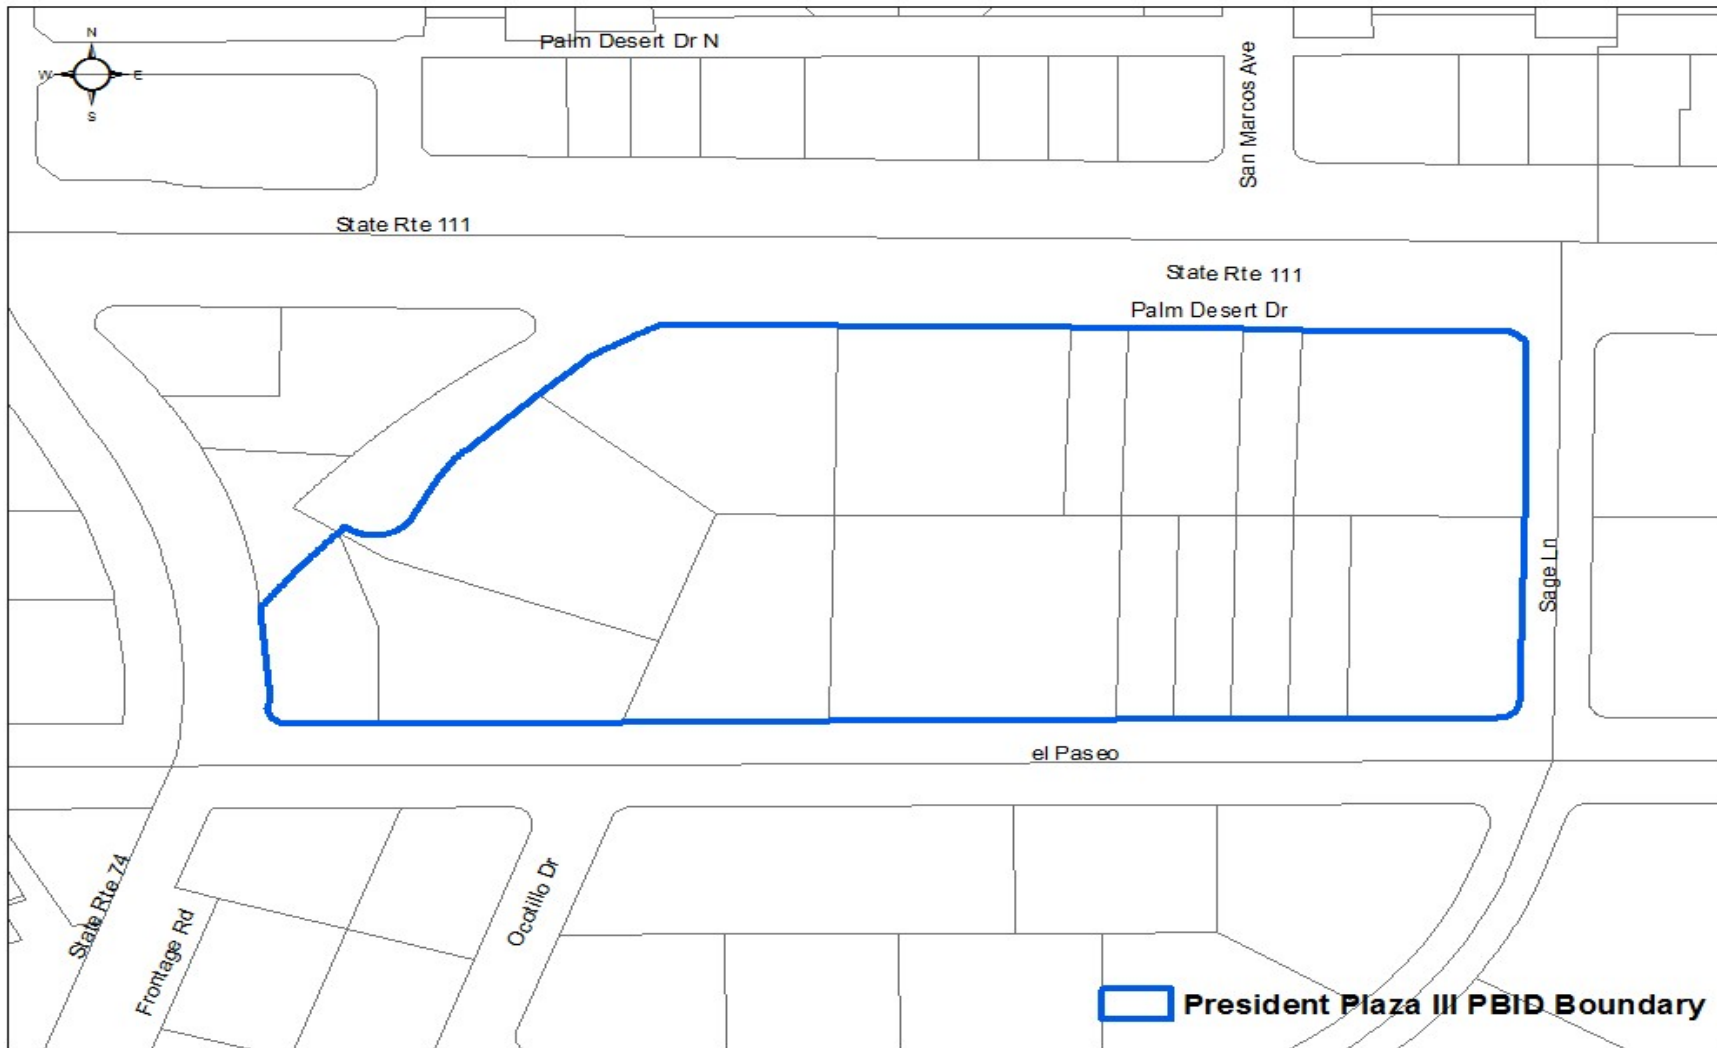 N
Palm Desert Dr N
W
E
S
San Marcos Ave
State Rte 111
State Rte 111
Palm Desert Dr
Sage Ln
el Paseo
State Rte 74
Frontage Rd
Ocotillo Dr
President Plaza III PBID Boundary